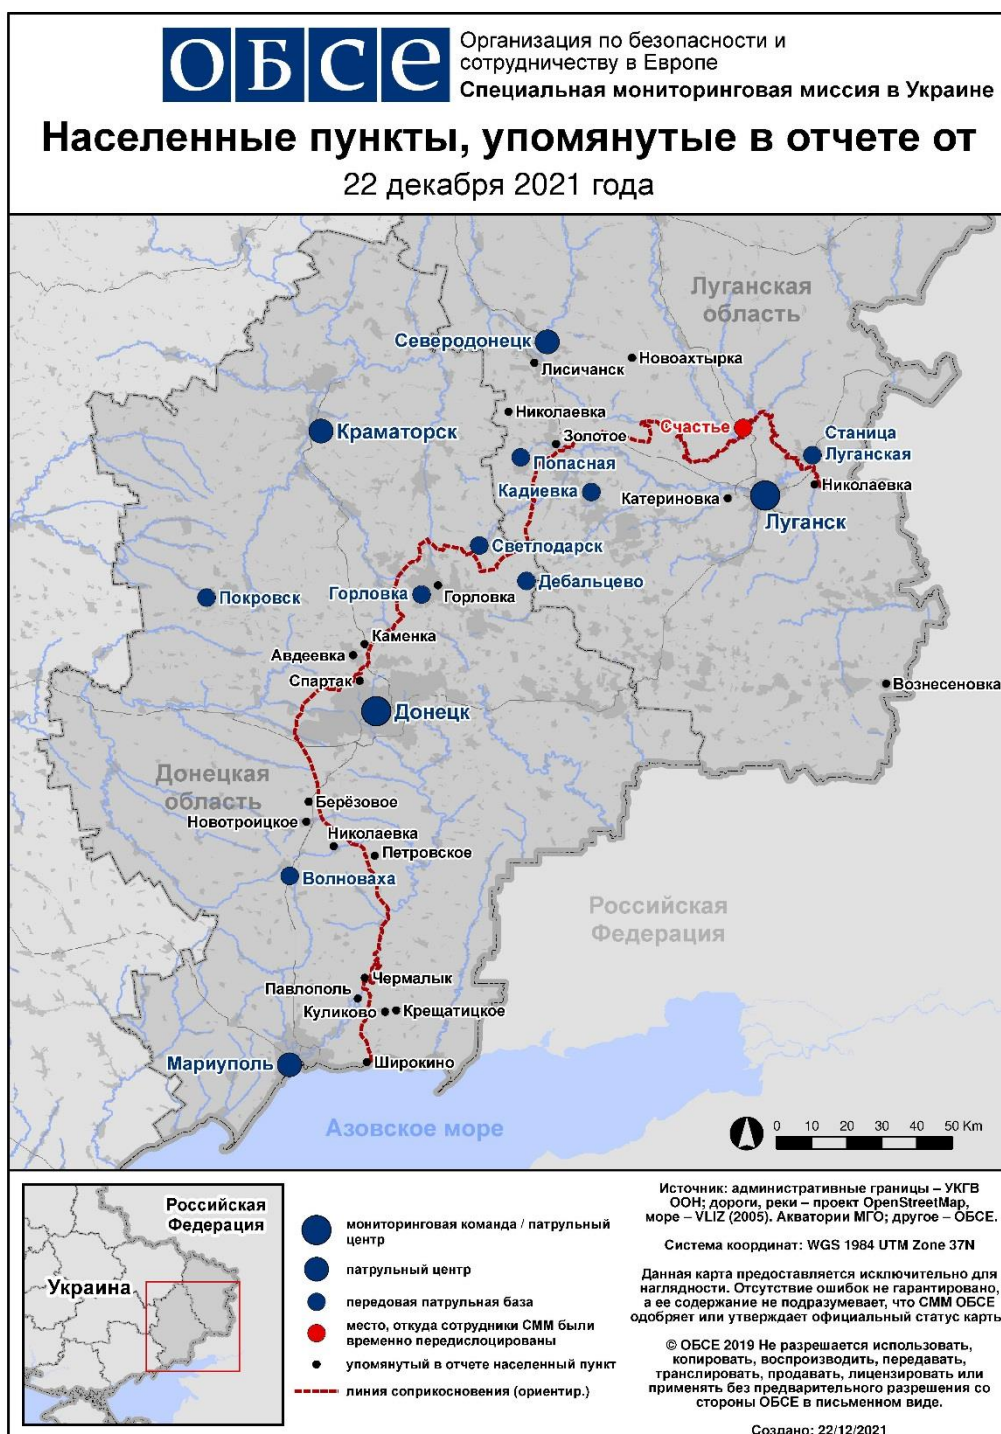 ОБСЕ
Организация по безопасности и
сотрудничеству в Европе
Специальная мониторинговая миссия в Украине
Населенные пункты, упомянутые в отчете от
22 декабря 2021 года
Луганская
область
Северодонецк
Лисичанск
Новоахтырка
Николаевка
Краматорск
Золотое
Счастье
Станица
Луганская
Попасная
Кадиевка
Катериновка
Николаевка
Луганск
Светлодарск
Дебальцево
Покровск
Горловка
Горловка
Каменка
Авдеевка
Спартак
Вознесеновка
Донецк
Донецкая
область
Берёзовое
Новотроицкое
Николаевка
Петровское
Волноваха
Российская
Федерация
Чермалык
Павлополь
Куликово
Крещатицкое
Мариуполь
Широкино
Азовское море
0 10 20 30 40 50 Km
Российская
Федерация
Украина
мониторинговая команда / патрульный
центр
патрульный центр
передовая патрульная база
место, откуда сотрудники СММ были
временно передислоцированы
упомянутый в отчете населенный пункт
линия соприкосновения (ориентир.)
Источник: административные границы – УКГВ
ООН; дороги, реки – проект OpenStreetMap,
море – VLIZ (2005). Акватории МГО; другое – ОБСЕ.
Система координат: WGS 1984 UTM Zone 37N
Данная карта предоставляется исключительно для
наглядности. Отсутствие ошибок не гарантировано,
а ее содержание не подразумевает, что СММ ОБСЕ
одобряет или утверждает официальный статус карты
© ОБСЕ 2019 Не разрешается использовать,
копировать, воспроизводить, передавать,
транслировать, продавать, лицензировать или
применять без предварительного разрешения со
стороны ОБСЕ в письменном виде.
Создано: 22/12/2021